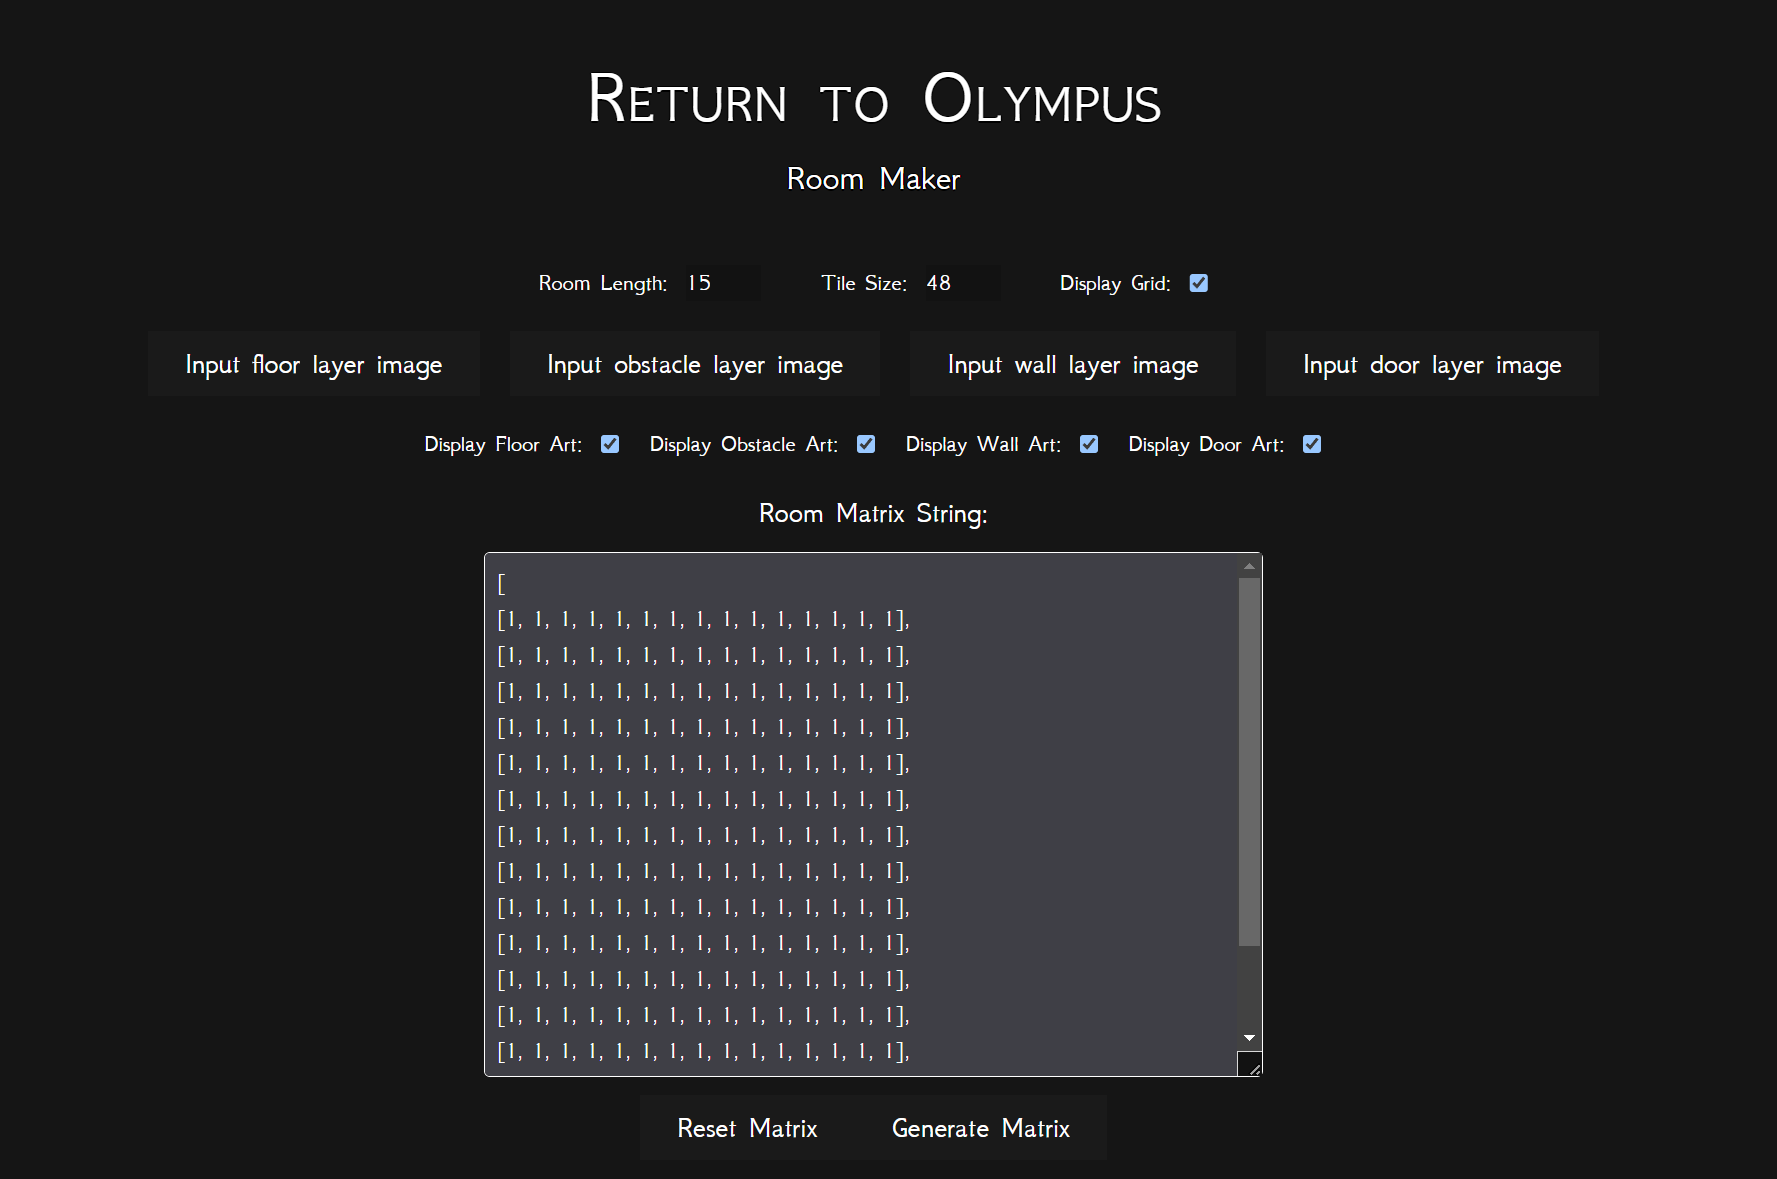 Return to Olympus
Room Maker
Room Length: 15 Tile Size: 48 Display Grid:
Input floor layer image Input obstacle layer image Input wall layer image Input door layer image
Display Floor Art: Display Obstacle Art: Display Wall Art: Display Door Art:
Room Matrix String:
[
[1, 1, 1, 1, 1, 1, 1, 1, 1, 1, 1, 1, 1, 1, 1],
[1, 1, 1, 1, 1, 1, 1, 1, 1, 1, 1, 1, 1, 1, 1],
[1, 1, 1, 1, 1, 1, 1, 1, 1, 1, 1, 1, 1, 1, 1],
[1, 1, 1, 1, 1, 1, 1, 1, 1, 1, 1, 1, 1, 1, 1],
[1, 1, 1, 1, 1, 1, 1, 1, 1, 1, 1, 1, 1, 1, 1],
[1, 1, 1, 1, 1, 1, 1, 1, 1, 1, 1, 1, 1, 1, 1],
[1, 1, 1, 1, 1, 1, 1, 1, 1, 1, 1, 1, 1, 1, 1],
[1, 1, 1, 1, 1, 1, 1, 1, 1, 1, 1, 1, 1, 1, 1],
[1, 1, 1, 1, 1, 1, 1, 1, 1, 1, 1, 1, 1, 1, 1],
[1, 1, 1, 1, 1, 1, 1, 1, 1, 1, 1, 1, 1, 1, 1],
[1, 1, 1, 1, 1, 1, 1, 1, 1, 1, 1, 1, 1, 1, 1],
[1, 1, 1, 1, 1, 1, 1, 1, 1, 1, 1, 1, 1, 1, 1],
[1, 1, 1, 1, 1, 1, 1, 1, 1, 1, 1, 1, 1, 1, 1],
Reset Matrix Generate Matrix